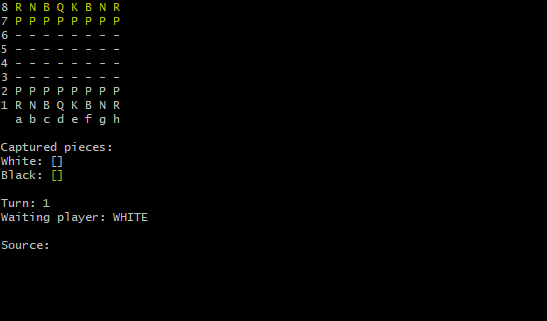 8 R N B Q K B N R
7 P P P P P P P P
6 - - - - - - - -
5 - - - - - - - -
4 - - - - - - - -
3 - - - - - - - -
2 P P P P P P P P
1 R N B Q K B N R
a b c d e f g h
Captured pieces:
White: []
Black: []
Turn: 1
Waiting player: WHITE
Source: